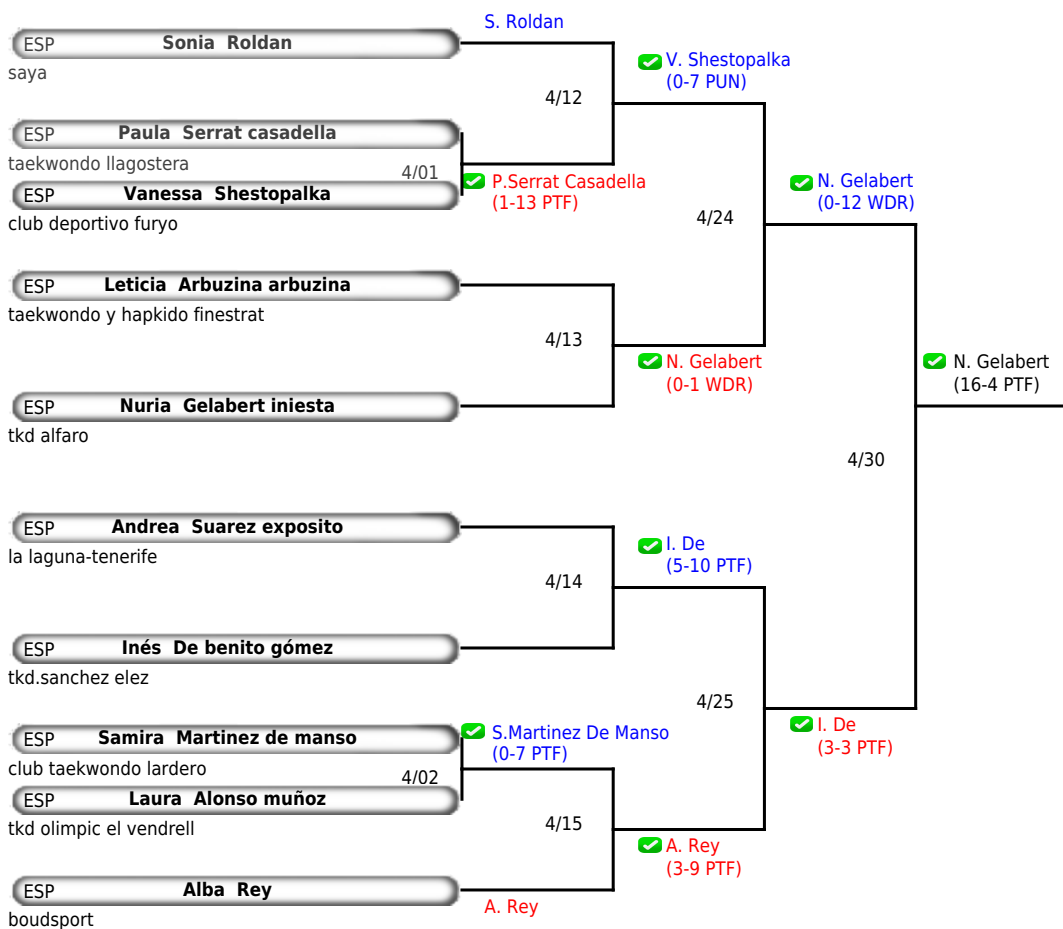 S. Roldan
ESP Sonia Roldan
saya
V. Shestopalka
(0-7 PUN)
4/12
ESP Paula Serrat casadella
taekwondo llagostera
4/01
P.Serrat Casadella
(1-13 PTF)
ESP Vanessa Shestopalka
club deportivo furyo
N. Gelabert
(0-12 WDR)
4/24
ESP Leticia Arbuzina arbuzina
taekwondo y hapkido finestrat
4/13
N. Gelabert
(0-1 WDR)
N. Gelabert
(16-4 PTF)
ESP Nuria Gelabert iniesta
tkd alfaro
4/30
ESP Andrea Suarez exposito
la laguna-tenerife
I. De
(5-10 PTF)
4/14
ESP Inés De benito gómez
tkd.sanchez elez
4/25
I. De
(3-3 PTF)
ESP Samira Martinez de manso
club taekwondo lardero
S.Martinez De Manso
(0-7 PTF)
4/02
ESP Laura Alonso muñoz
tkd olimpic el vendrell
4/15
A. Rey
(3-9 PTF)
ESP Alba Rey
boudsport
A. Rey